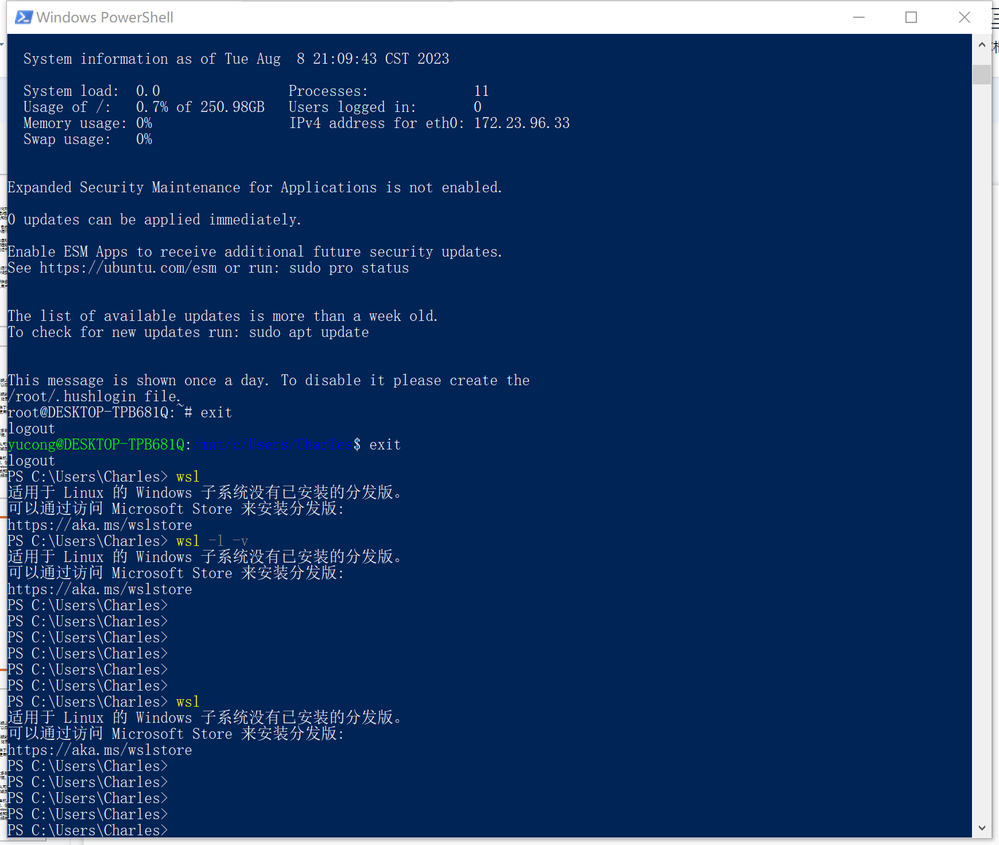 Windows PowerShell
System information as of Tue Aug  8 21:09:43 CST 2023
System load:  0.0                Processes:             11
Usage of /:   0.7% of 250.98GB   Users logged in:       0
Memory usage: 0%                 IPv4 address for eth0: 172.23.96.33
Swap usage:   0%
Expanded Security Maintenance for Applications is not enabled.
0 updates can be applied immediately.
Enable ESM Apps to receive additional future security updates.
See https://ubuntu.com/esm or run: sudo pro status
The list of available updates is more than a week old.
To check for new updates run: sudo apt update
This message is shown once a day. To disable it please create the
/root/.hushlogin file.
root@DESKTOP-TPB681Q:~# exit
logout
yucong@DESKTOP-TPB681Q:/mnt/c/Users/Charles$ exit
logout
PS C:\Users\Charles> wsl
适用于 Linux 的 Windows 子系统没有已安装的分发版。
可以通过访问 Microsoft Store 来安装分发版:
https://aka.ms/wslstore
PS C:\Users\Charles> wsl -l -v
适用于 Linux 的 Windows 子系统没有已安装的分发版。
可以通过访问 Microsoft Store 来安装分发版:
https://aka.ms/wslstore
PS C:\Users\Charles>
PS C:\Users\Charles>
PS C:\Users\Charles>
PS C:\Users\Charles>
PS C:\Users\Charles>
PS C:\Users\Charles>
PS C:\Users\Charles> wsl
适用于 Linux 的 Windows 子系统没有已安装的分发版。
可以通过访问 Microsoft Store 来安装分发版:
https://aka.ms/wslstore
PS C:\Users\Charles>
PS C:\Users\Charles>
PS C:\Users\Charles>
PS C:\Users\Charles>
PS C:\Users\Charles>